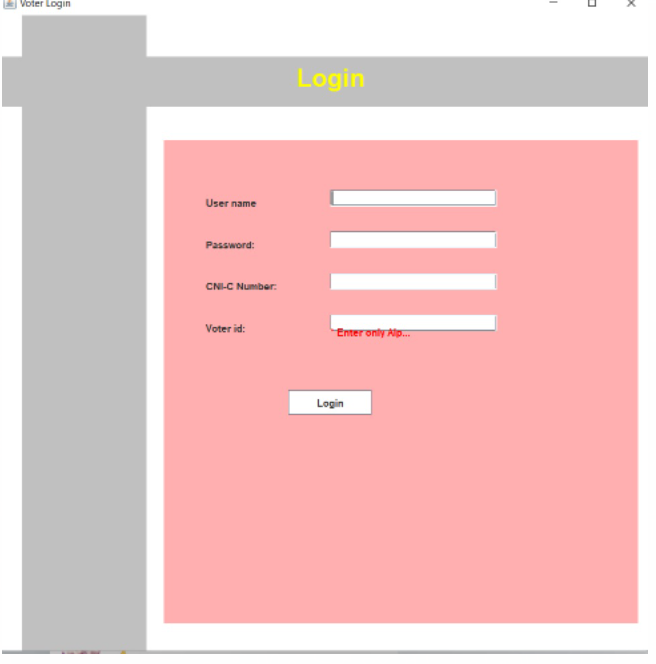 Voter Login
Login
User name
Password:
CNI-C Number:
Voter id:
Enter only Alp...
Login